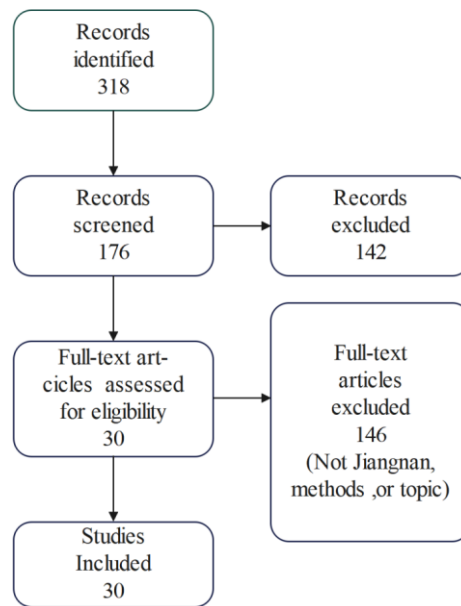 Records
identified
318
Records
screened
176
Records
excluded
142
Full-text art-
cicles assessed
for eligibility
30
Full-text
articles
excluded
146
(Not Jiangnan,
methods ,or topic)
Studies
Included
30